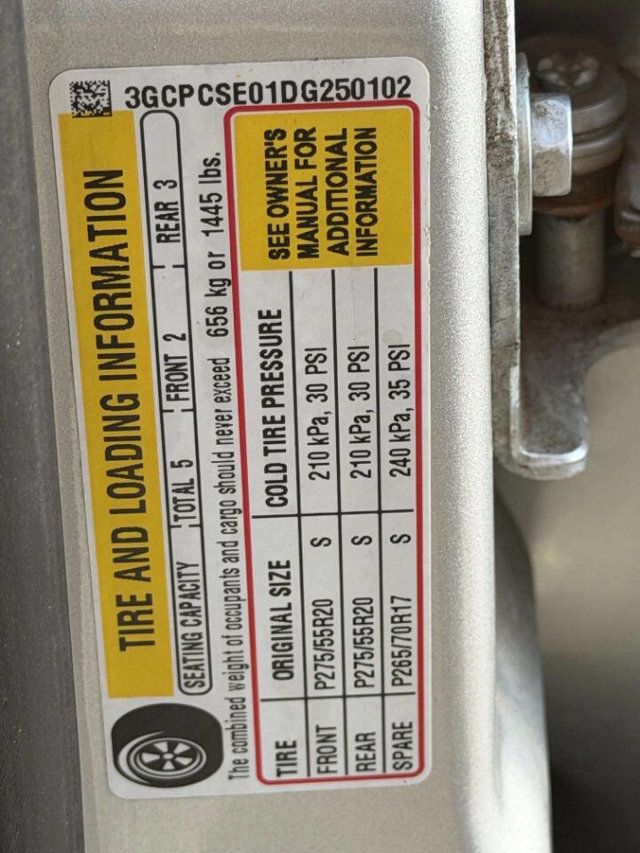 3GCPCSE01DG250102
TIRE AND LOADING INFORMATION
SEATING CAPACITY TOTAL 5 FRONT 2 REAR 3
The combined weight of occupants and cargo should never exceed 656 kg or 1445 lbs.
TIRE ORIGINAL SIZE COLD TIRE PRESSURE
FRONT P275/55R20 S 210 kPa, 30 PSI
REAR P275/55R20 S 210 kPa, 30 PSI
SPARE P265/70R17 S 240 kPa, 35 PSI
SEE OWNER'S
MANUAL FOR
ADDITIONAL
INFORMATION